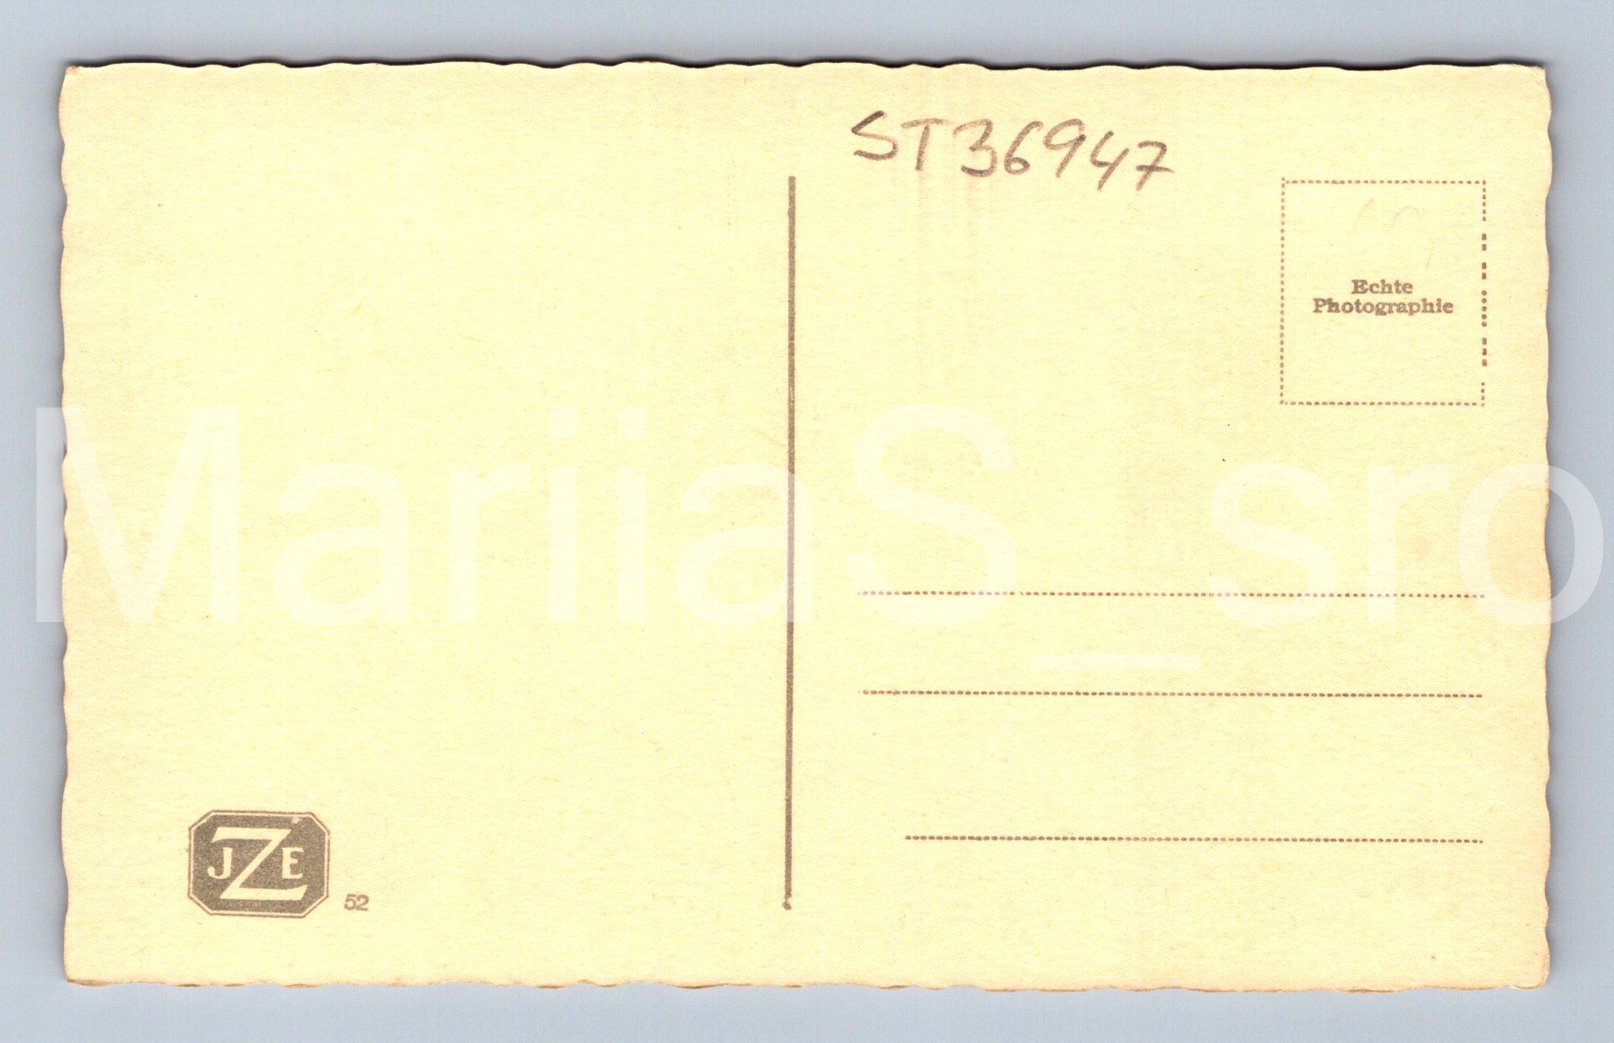 ST36947
Echte
Photographie
MariiaS_sro
JZE
52